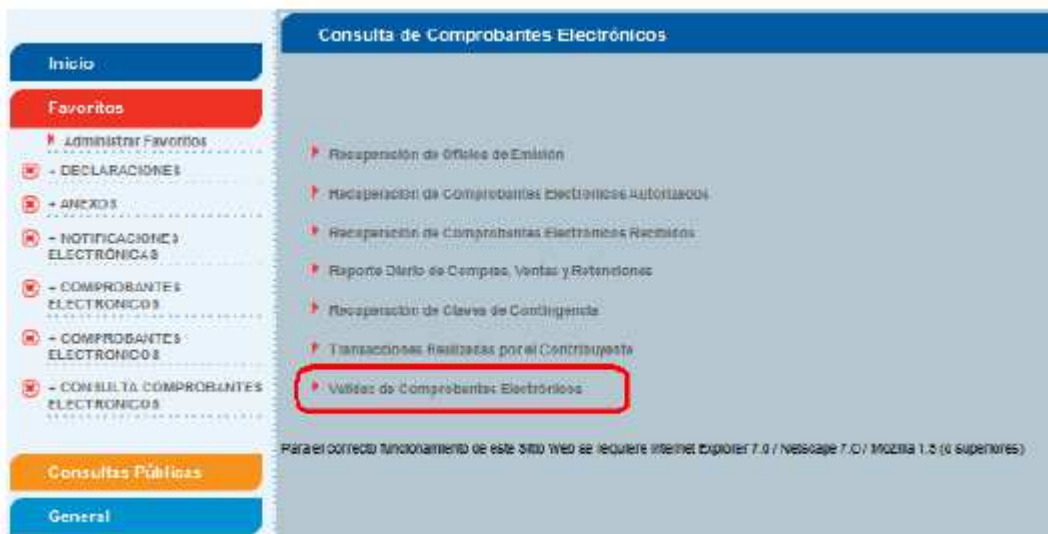 Consulta de Comprobantes Electrónicos
Inicio
Favoritos
Administrar Favoritos
- DECLARACIONES
+ ANEXOS
- NOTIFICACIONES
ELECTRÓNICAS
- COMPROBANTES
ELECTRONICOS
- COMPROBANTES
ELECTRONICOS
- CONSULTA COMPROBANTES
ELECTRONICOS
Consultas Públicas
General
Recuperación de Oficios de Emisión
Recuperación de Comprobantes Electrónicos Autorizados
Recuperación de Comprobantes Electrónicos Recibidos
Reporte Diario de Compras, Ventas y Retenciones
Recuperación de Claves de Contingencia
Transacciones Realizadas por el Contribuyente
Validez de Comprobantes Electrónicos
Para el correcto funcionamiento de este Sitio Web se requiere Internet Explorer 7.0 / Netscape 7.0 / Mozilla 1.5 (o superiores)